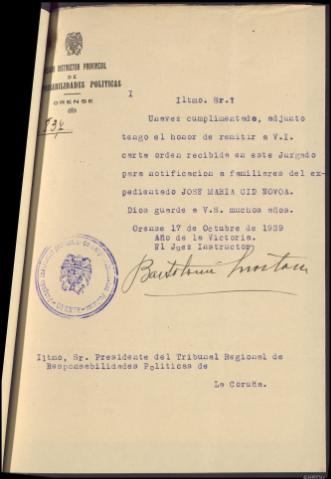 INSTRUCTOR PROVINCIAL
DE
RESPONSABILIDADES POLITICAS
ORENSE
I
Iltmo. Sr.:
Unavez cumplimentada, adjunto
tengo el honor de remitir a V.I.
carta orden recibida en este Juzgado
para notificacion a familiares del ex-
pedientado JOSE MARIA CID NOVOA.
Dios guarde a V.S. muchos años.
Orense 17 de Octubre de 1939
Año de la Victoria.
El Juez Instructor,
Bartolomé
Iltmo, Sr. Presidente del Tribunal Regional de
Responsabilidades Politicas de
La Coruña.